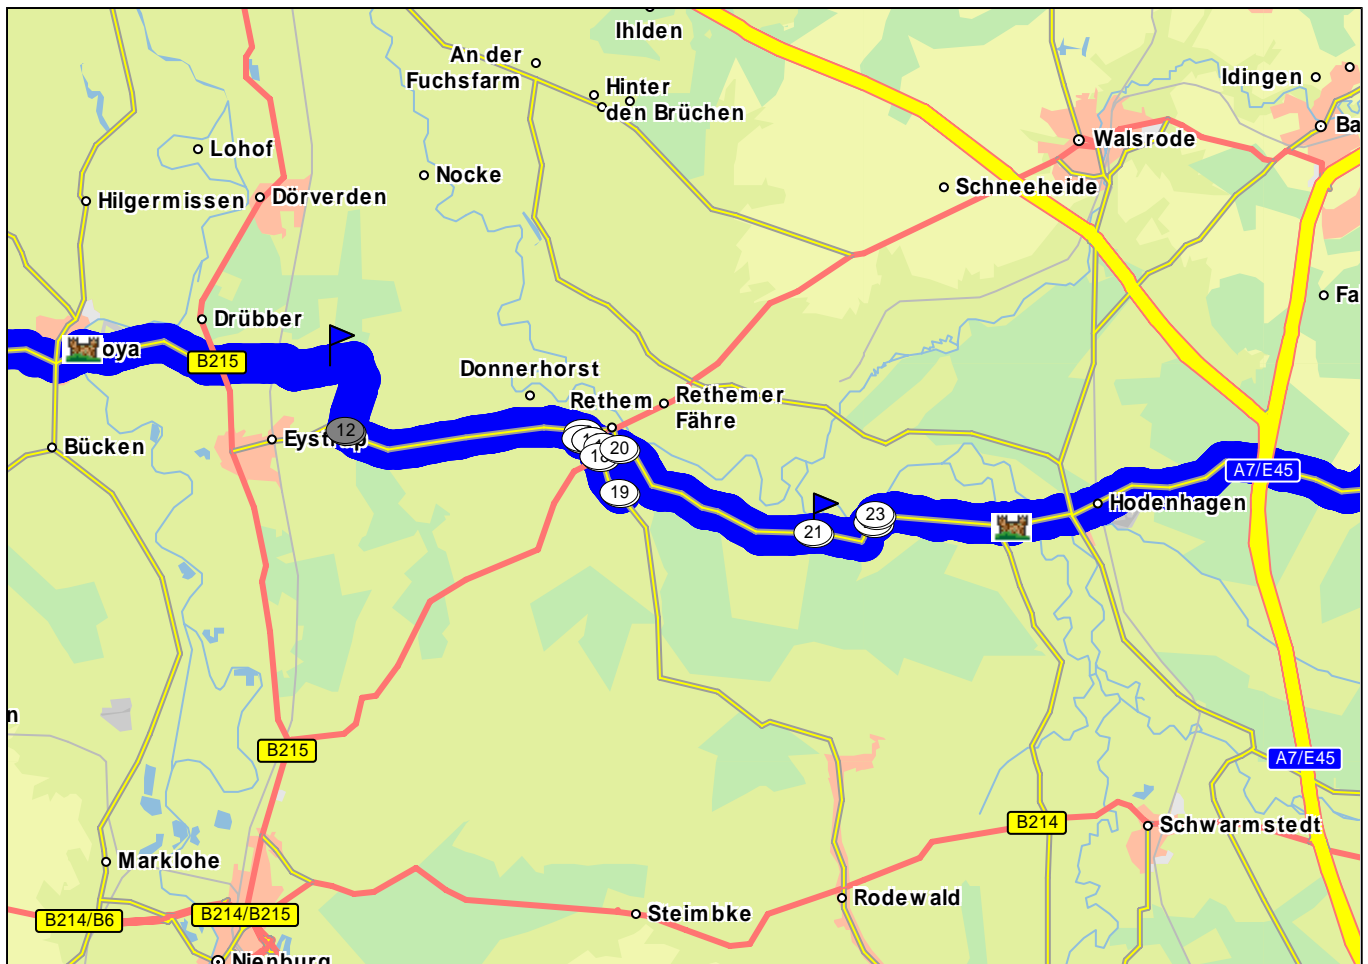 Ihlden
An der
Fuchsfarm
Hinter
den Brüchen
Idingen
Ba
Walsrode
Lohof
Nocke
Schneeheide
Hilgermissen
Dörverden
Fa
Drübber
oya
B215
Donnerhorst
Rethem
Rethemer
Fähre
12
Bücken
20
19
A7/E45
Hodenhagen
23
21
n
B215
A7/E45
B214
Schwarmstedt
Marklohe
Rodewald
B214/B6
B214/B215
Steimbke
Nienburg